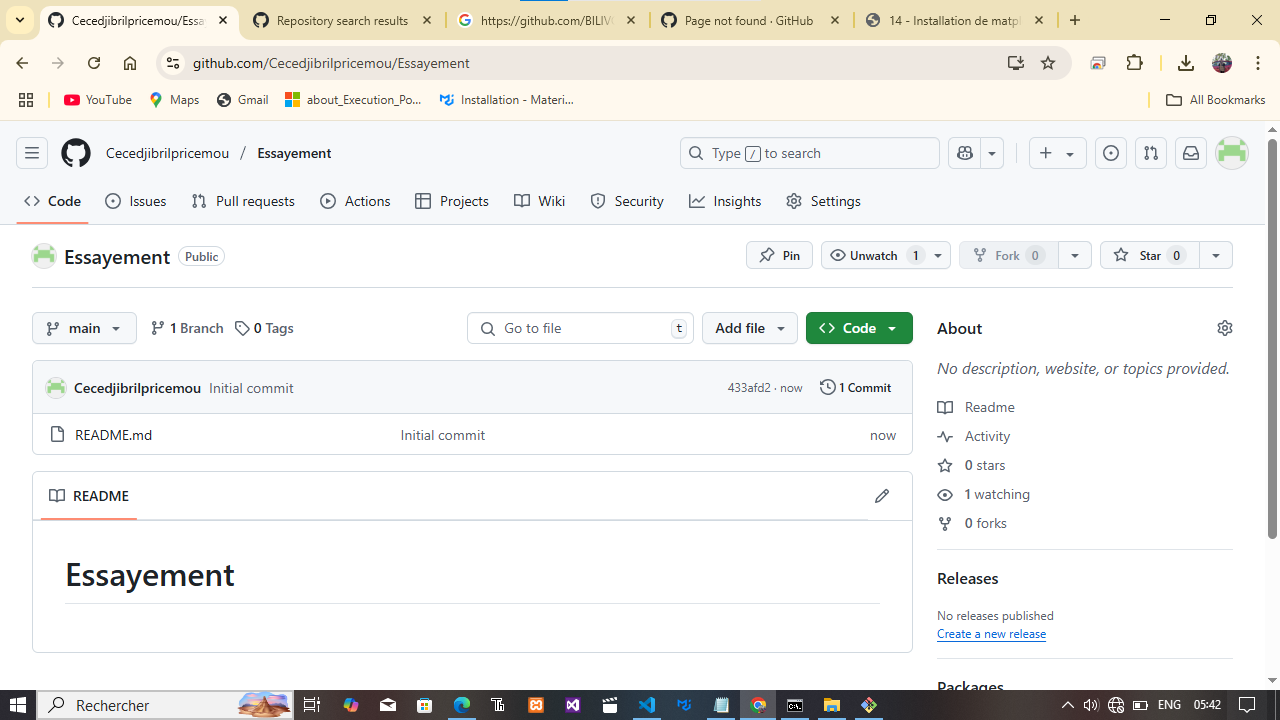 Cecedjibrilpricemou/Essa
Repository search results
https://github.com/BILIV
Page not found · GitHub
14 - Installation de matpl
github.com/Cecedjibrilpricemou/Essayement
YouTube
Maps
Gmail
about_Execution_Po...
Installation - Materi...
All Bookmarks
Cecedjibrilpricemou / Essayement
Type / to search
Code
Issues
Pull requests
Actions
Projects
Wiki
Security
Insights
Settings
Essayement Public
Pin
Unwatch 1
Fork 0
Star 0
main
1 Branch
0 Tags
Go to file t
Add file
Code
Cecedjibrilpricemou Initial commit 433afd2 · now 1 Commit
README.md Initial commit now
README
Essayement
About
No description, website, or topics provided.
Readme
Activity
0 stars
1 watching
0 forks
Releases
No releases published
Create a new release
Packages
Rechercher
ENG 05:42